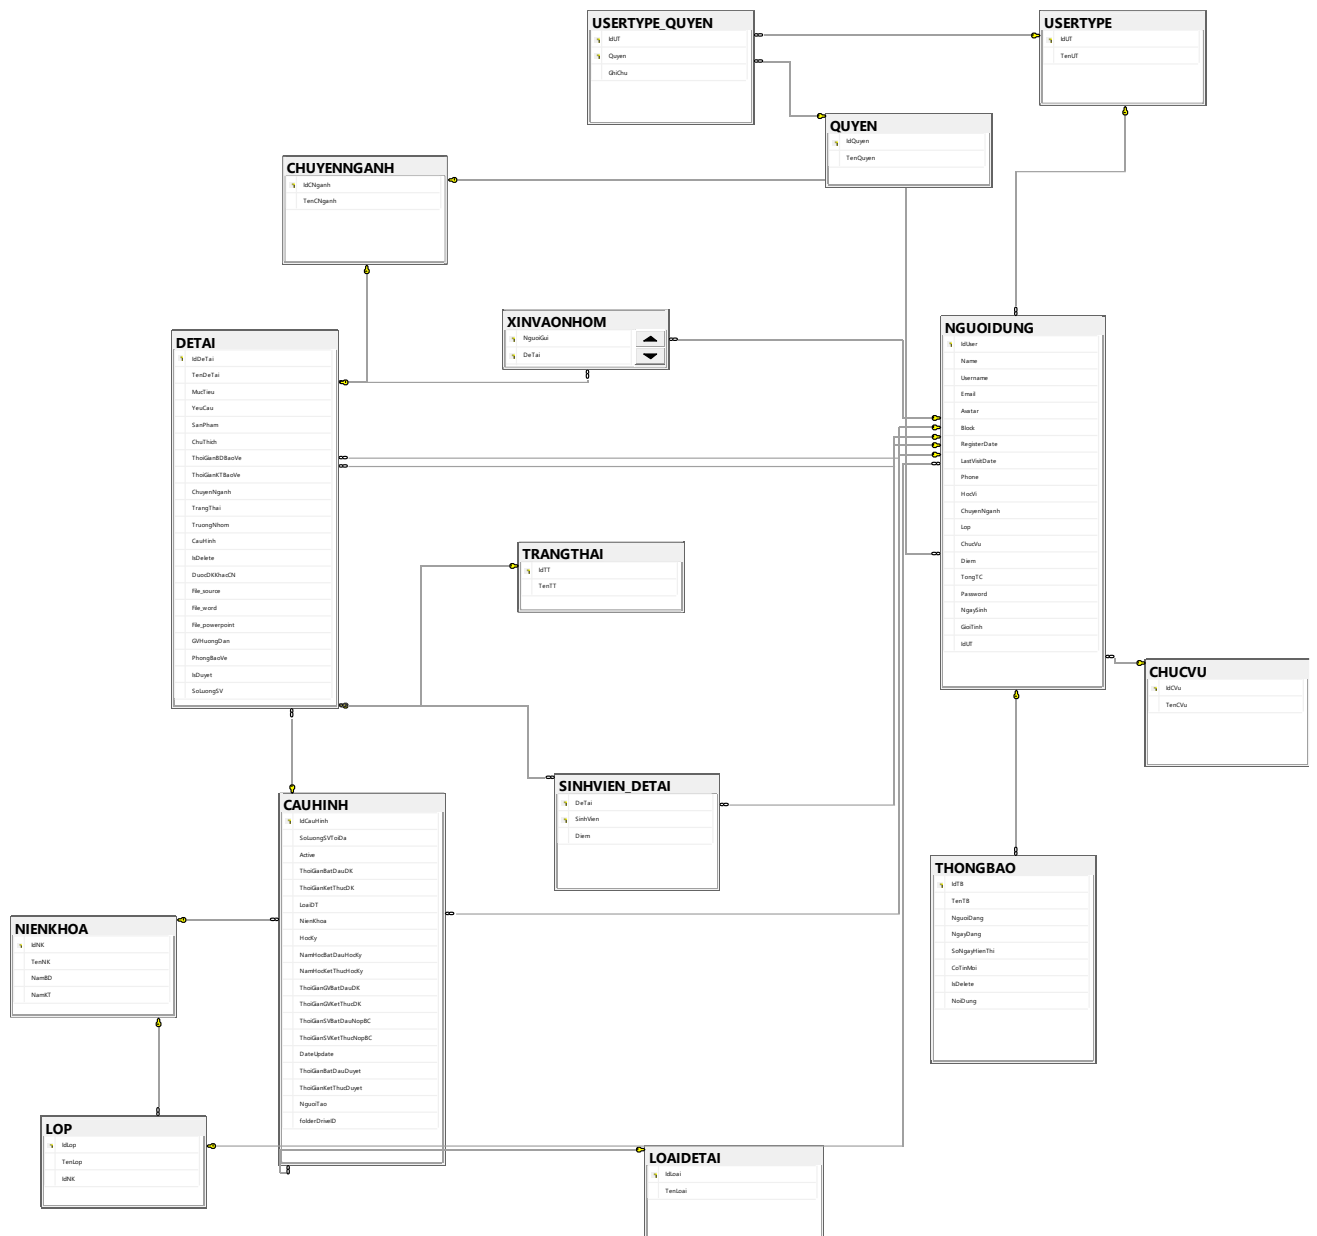 USERTYPE_QUYEN
IdUT
Quyen
GhiChu
USERTYPE
IdUT
TenUT
QUYEN
IdQuyen
TenQuyen
CHUYENNGANH
IdCNganh
TenCNganh
XINVAONHOM
NguoiGui
DeTai
DETAI
IdDeTai
TenDeTai
MucTieu
YeuCau
SanPham
ChuThich
ThoiGianBDBaoVe
ThoiGianKTBaoVe
ChuyenNganh
TrangThai
TruongNhom
CauHinh
IsDelete
DuocDKKhacCN
file_source
file_word
file_powerpoint
GVHuongDan
PhongBaoVe
IsDuyet
SoLuongSV
NGUOIDUNG
IdUser
Name
Username
Email
Avatar
Block
RegisterDate
LastVisitDate
Phone
HocVi
ChuyenNganh
Lop
ChucVu
Diem
TongTC
Password
NgaySinh
GioiTinh
IdUT
TRANGTHAI
IdTT
TenTT
CHUCVU
IdCVu
TenCVu
SINHVIEN_DETAI
DeTai
SinhVien
Diem
CAUHINH
IdCauHinh
SoLuongSVToiDa
Active
ThoiGianBatDauDK
ThoiGianKetThucDK
LoaiDT
NienKhoa
HocKy
NamHocBatDauHocKy
NamHocKetThucHocKy
ThoiGianGVBatDauDK
ThoiGianGVKetThucDK
ThoiGianSVBatDauNopBC
ThoiGianSVKetThucNopBC
DateUpdate
ThoiGianBatDauDuyet
ThoiGianKetThucDuyet
NguoiTao
folderDriveID
THONGBAO
IdTB
TenTB
NguoiDang
NgayDang
SoNgayHienThi
CoTinMoi
IsDelete
NoiDung
NIENKHOA
IdNK
TenNK
NamBD
NamKT
LOP
IdLop
TenLop
IdNK
LOAIDETAI
IdLoai
TenLoai